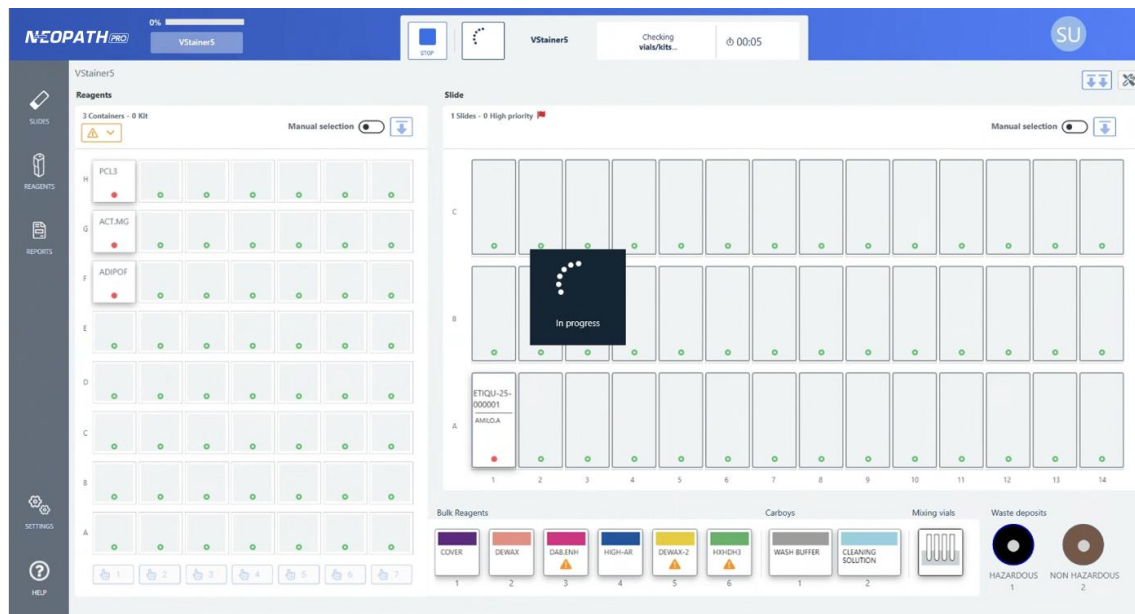 NEOPATH PRO
0%
VStainer5
STOP
VStainer5
Checking
vials/kits...
00:05
SU
SLIDES
REAGENTS
REPORTS
SETTINGS
HELP
VStainer5
Reagents
3 Containers - 0 Kit
Manual selection
H
PCL3
G
ACT.MG
F
ADIPOF
E
D
C
B
A
1 2 3 4 5 6 7
Slide
1 Slides - 0 High priority
Manual selection
C
B
In progress
A
ETIQU-25-
000001
AMILO.A
1 2 3 4 5 6 7 8 9 10 11 12 13 14
Bulk Reagents
COVER
1
DEWAX
2
DAB.ENH
3
HIGH-AR
4
DEWAX-2
5
HXHDH3
6
Carboys
WASH BUFFER
1
CLEANING
SOLUTION
2
Mixing vials
Waste deposits
HAZARDOUS
1
NON HAZARDOUS
2